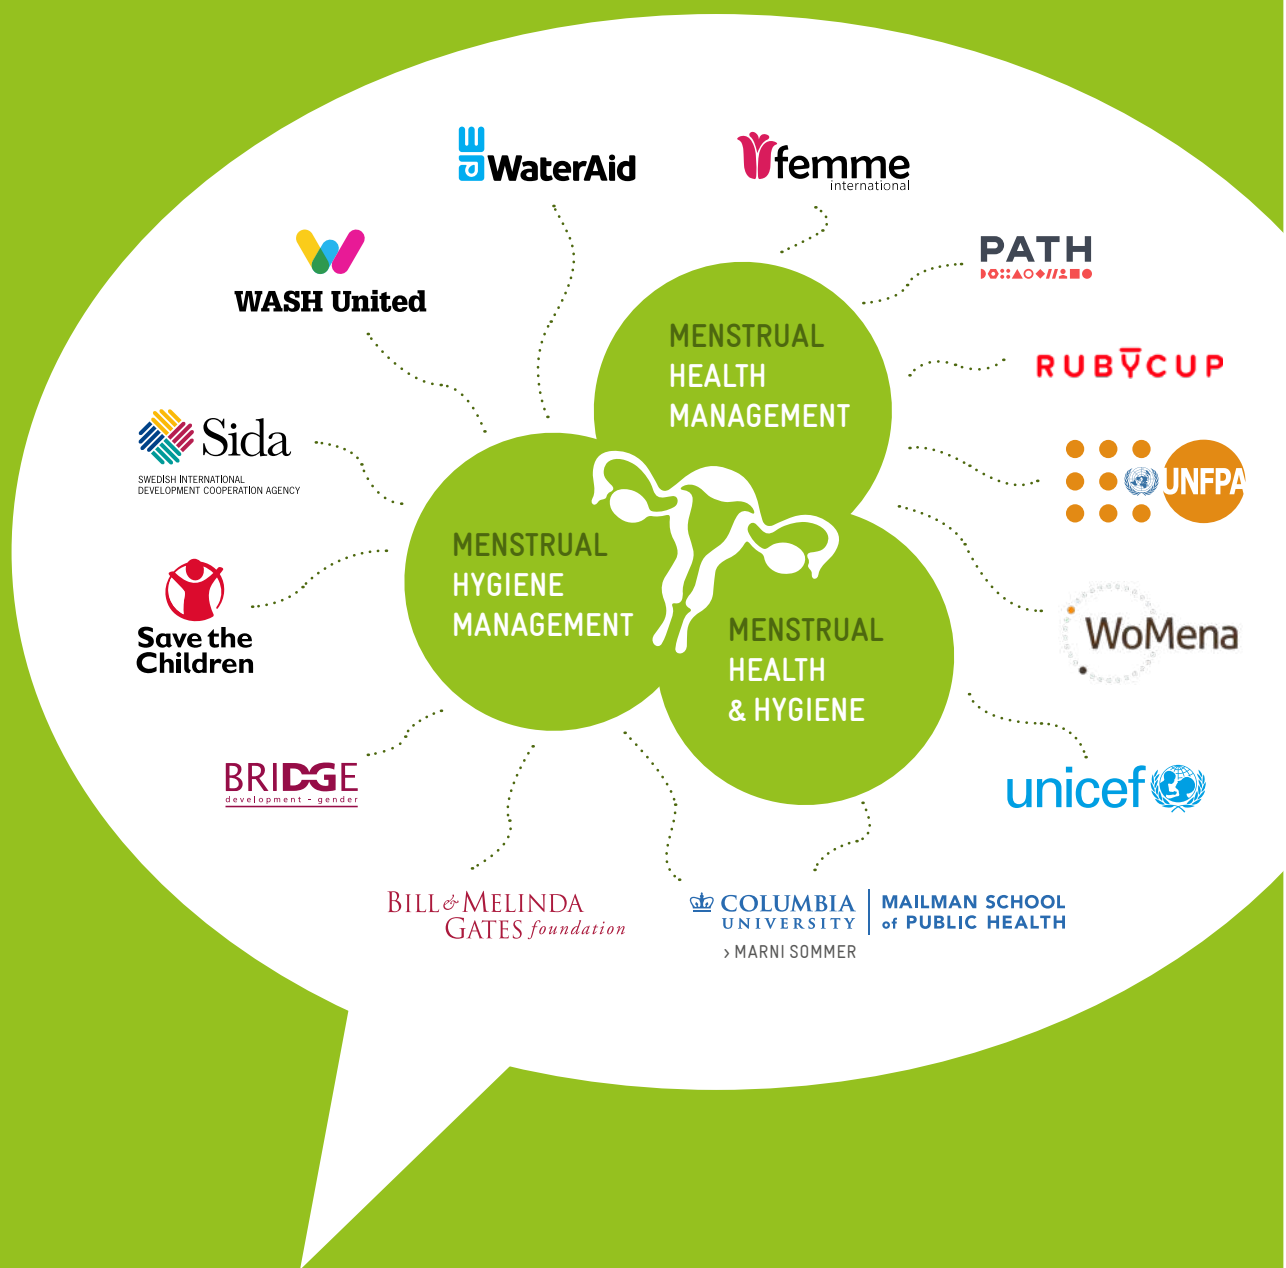 WaterAid
femme
international
PATH
WASH United
MENSTRUAL
HEALTH
MANAGEMENT
RUBYCUP
Sida
SWEDISH INTERNATIONAL
DEVELOPMENT COOPERATION AGENCY
UNFPA
MENSTRUAL
HYGIENE
MANAGEMENT
Save the
Children
MENSTRUAL
HEALTH
& HYGIENE
WoMena
BRIDGE
development - gender
unicef
BILL & MELINDA
GATES foundation
COLUMBIA
UNIVERSITY
MAILMAN SCHOOL
of PUBLIC HEALTH
› MARNI SOMMER